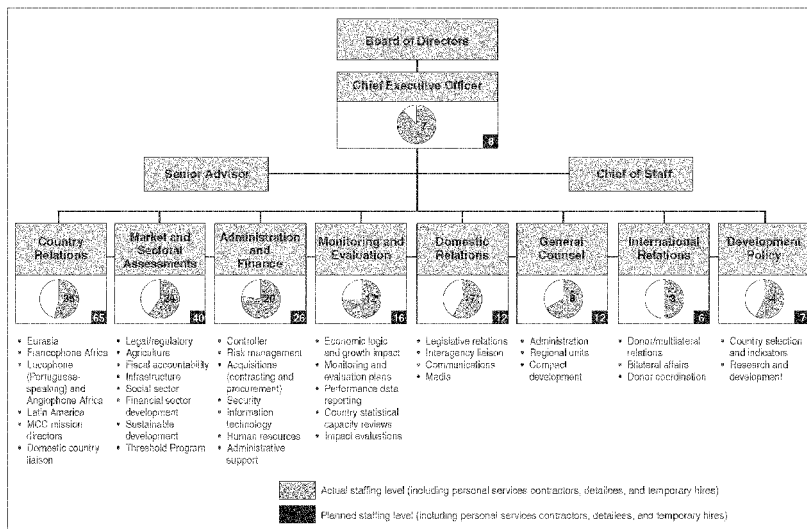 Board of Directors
Chief Executive Officer
7
8
Senior Advisor
Chief of Staff
Country
Relations
65
Market and
Sectoral
Assessments
24
40
Administration
and
Finance
20
26
Monitoring and
Evaluation
12
16
Domestic
Relations
7
12
General
Counsel
8
12
International
Relations
3
6
Development
Policy
4
7
• Eurasia
• Francophone Africa
• Lucophone
(Portuguese-
speaking) and
Anglophone Africa
• Latin America
• MCC mission
directors
• Domestic country
liaison
• Legal/regulatory
• Agriculture
• Fiscal accountability
• Infrastructure
• Social sector
• Financial sector
development
• Sustainable
development
• Threshold Program
• Controller
• Risk management
• Acquisitions
(contracting and
procurement)
• Security
• Information
technology
• Human resources
• Administrative
support
• Economic logic
and growth impact
• Monitoring and
evaluation plans
• Performance data
reporting
• Country statistical
capacity reviews
• Impact evaluations
• Legislative relations
• Interagency liaison
• Communications
• Media
• Administration
• Regional units
• Compact
development
• Donor/multilateral
relations
• Bilateral affairs
• Donor coordination
• Country selection
and indicators
• Research and
development
Actual staffing level (including personal services contractors, detailees, and temporary hires)
Planned staffing level (including personal services contractors, detailees, and temporary hires)